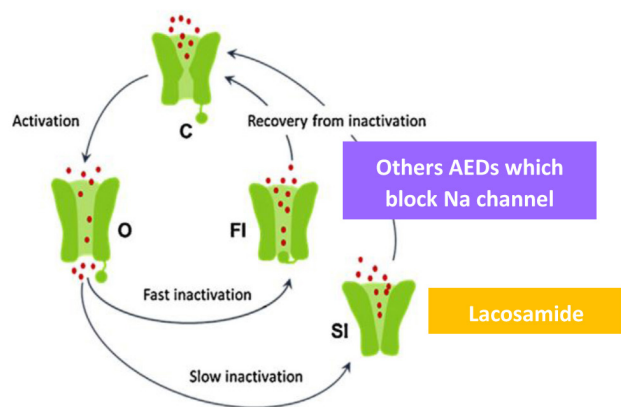 C
Activation
Recovery from inactivation
Others AEDs which
block Na channel
O
FI
Fast inactivation
SI
Lacosamide
Slow inactivation